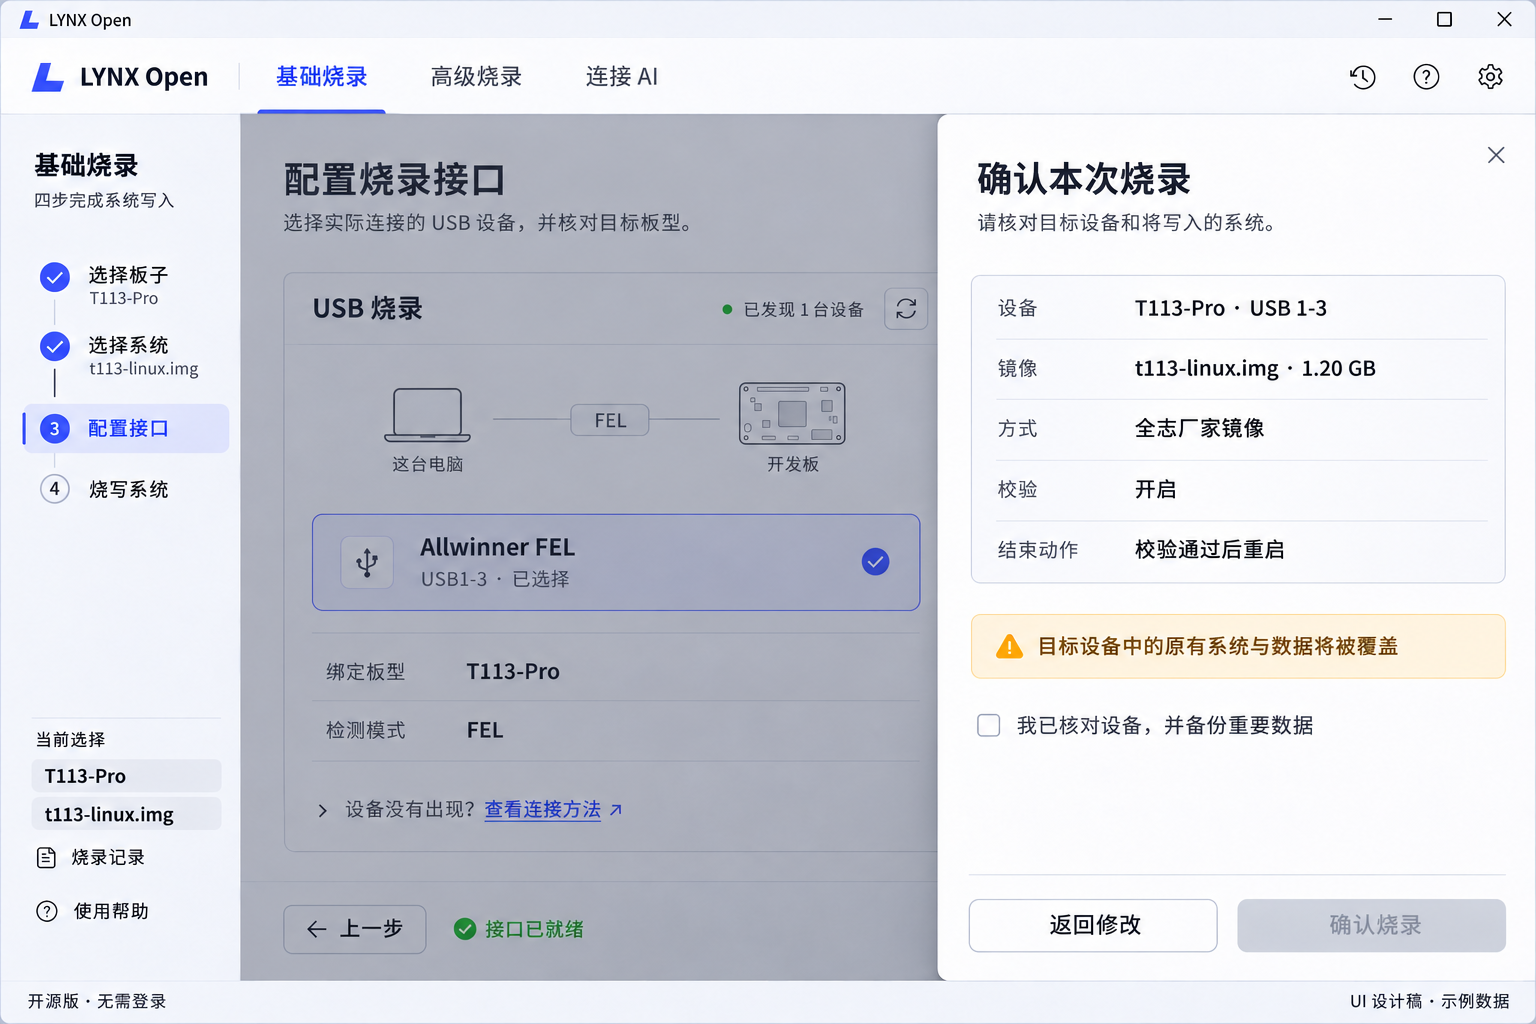 LYNX Open
LYNX Open
基础烧录
高级烧录
连接 AI
基础烧录
四步完成系统写入
选择板子
T113-Pro
选择系统
t113-linux.img
3
配置接口
4
烧写系统
当前选择
T113-Pro
t113-linux.img
烧录记录
使用帮助
配置烧录接口
选择实际连接的 USB 设备，并核对目标板型。
USB 烧录
已发现 1 台设备
这台电脑
FEL
开发板
Allwinner FEL
USB1-3 · 已选择
绑定板型
T113-Pro
检测模式
FEL
设备没有出现？查看连接方法 ↗
← 上一步
接口已就绪
确认本次烧录
请核对目标设备和将写入的系统。
设备
T113-Pro · USB 1-3
镜像
t113-linux.img · 1.20 GB
方式
全志厂家镜像
校验
开启
结束动作
校验通过后重启
目标设备中的原有系统与数据将被覆盖
我已核对设备，并备份重要数据
返回修改
确认烧录
开源版 · 无需登录
UI 设计稿 · 示例数据